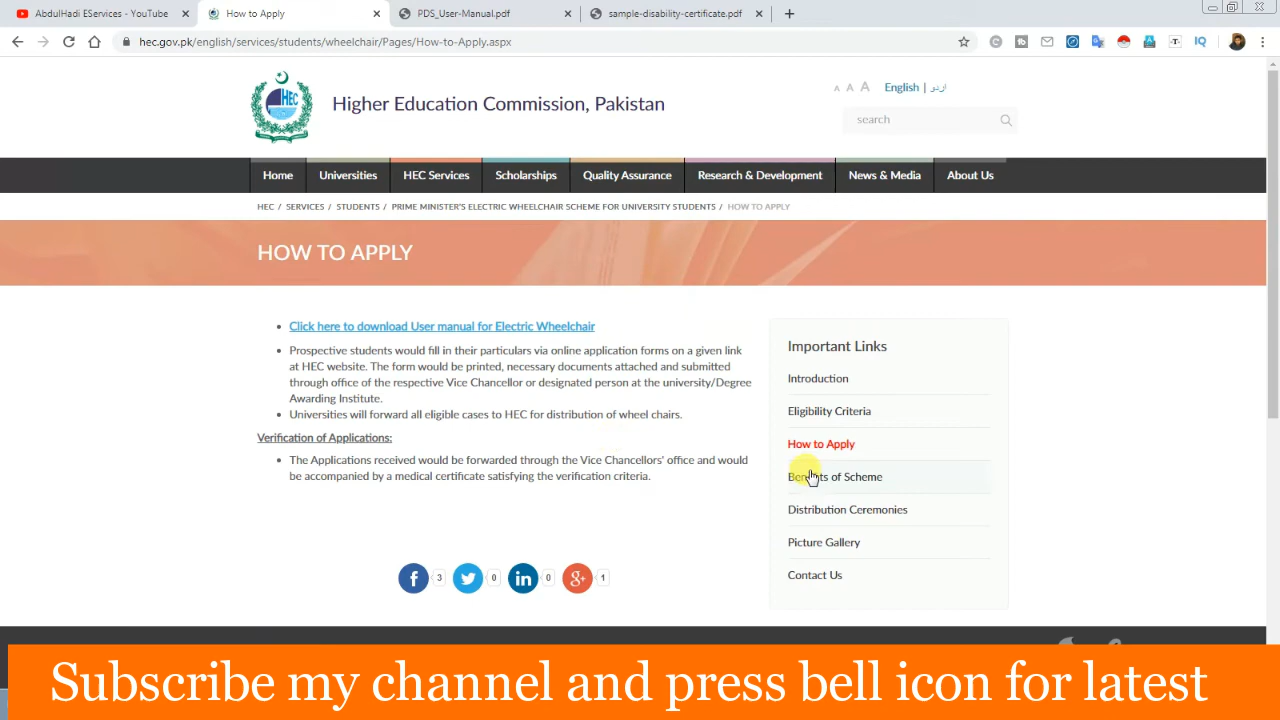 AbdulHadi EServices - YouTube
How to Apply
PDS_User-Manual.pdf
sample-disability-certificate.pdf
hec.gov.pk/english/services/students/wheelchair/Pages/How-to-Apply.aspx
HEC
Higher Education Commission, Pakistan
A A A English | اردو
search
Home Universities HEC Services Scholarships Quality Assurance Research & Development News & Media About Us
HEC / SERVICES / STUDENTS / PRIME MINISTER'S ELECTRIC WHEELCHAIR SCHEME FOR UNIVERSITY STUDENTS / HOW TO APPLY
HOW TO APPLY
Click here to download User manual for Electric Wheelchair
Prospective students would fill in their particulars via online application forms on a given link
at HEC website. The form would be printed, necessary documents attached and submitted
through office of the respective Vice Chancellor or designated person at the university/Degree
Awarding Institute.
Universities will forward all eligible cases to HEC for distribution of wheel chairs.
Verification of Applications:
The Applications received would be forwarded through the Vice Chancellors' office and would
be accompanied by a medical certificate satisfying the verification criteria.
3 0 0 1
Important Links
Introduction
Eligibility Criteria
How to Apply
Benefits of Scheme
Distribution Ceremonies
Picture Gallery
Contact Us
Subscribe my channel and press bell icon for latest